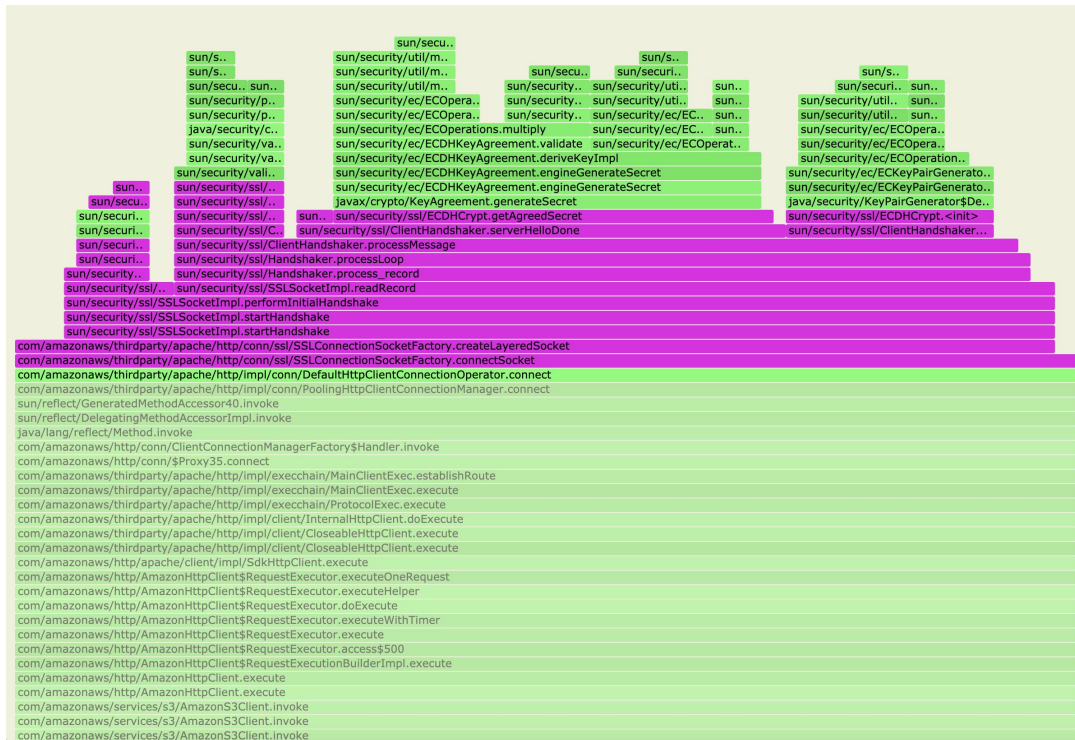 sun/secu..
sun/s.. sun/security/util/m.. sun/s..
sun/s.. sun/security/util/m.. sun/secu.. sun/securi.. sun/s..
sun/secu.. sun.. sun/security/util/m.. sun/security.. sun/security/uti.. sun.. sun/securi.. sun..
sun/security/p.. sun/security/ec/ECOpera.. sun/security.. sun/security/uti.. sun.. sun/security/util.. sun..
sun/security/p.. sun/security/ec/ECOpera.. sun/security.. sun/security/ec/EC.. sun.. sun/security/util.. sun..
java/security/c.. sun/security/ec/ECOperations.multiply sun/security/ec/EC.. sun.. sun/security/ec/ECOpera..
sun/security/va.. sun/security/ec/ECDHKeyAgreement.validate sun/security/ec/ECOperat.. sun/security/ec/ECOpera..
sun/security/va.. sun/security/ec/ECDHKeyAgreement.deriveKeyImpl sun/security/ec/ECOperation..
sun/security/vali.. sun/security/ec/ECDHKeyAgreement.engineGenerateSecret sun/security/ec/ECKeyPairGenerato..
sun.. sun/security/ssl/.. sun/security/ec/ECDHKeyAgreement.engineGenerateSecret sun/security/ec/ECKeyPairGenerato..
sun/secu.. sun/security/ssl/.. javax/crypto/KeyAgreement.generateSecret java/security/KeyPairGenerator$De..
sun/securi.. sun/security/ssl/.. sun.. sun/security/ssl/ECDHCrypt.getAgreedSecret sun/security/ssl/ECDHCrypt.<init>
sun/securi.. sun/security/ssl/C.. sun/security/ssl/ClientHandshaker.serverHelloDone sun/security/ssl/ClientHandshaker...
sun/securi.. sun/security/ssl/ClientHandshaker.processMessage
sun/securi.. sun/security/ssl/Handshaker.processLoop
sun/security.. sun/security/ssl/Handshaker.process_record
sun/security/ssl/.. sun/security/ssl/SSLSocketImpl.readRecord
sun/security/ssl/SSLSocketImpl.performInitialHandshake
sun/security/ssl/SSLSocketImpl.startHandshake
sun/security/ssl/SSLSocketImpl.startHandshake
com/amazonaws/thirdparty/apache/http/conn/ssl/SSLConnectionSocketFactory.createLayeredSocket
com/amazonaws/thirdparty/apache/http/conn/ssl/SSLConnectionSocketFactory.connectSocket
com/amazonaws/thirdparty/apache/http/impl/conn/DefaultHttpClientConnectionOperator.connect
com/amazonaws/thirdparty/apache/http/impl/conn/PoolingHttpClientConnectionManager.connect
sun/reflect/GeneratedMethodAccessor40.invoke
sun/reflect/DelegatingMethodAccessorImpl.invoke
java/lang/reflect/Method.invoke
com/amazonaws/http/conn/ClientConnectionManagerFactory$Handler.invoke
com/amazonaws/http/conn/$Proxy35.connect
com/amazonaws/thirdparty/apache/http/impl/execchain/MainClientExec.establishRoute
com/amazonaws/thirdparty/apache/http/impl/execchain/MainClientExec.execute
com/amazonaws/thirdparty/apache/http/impl/execchain/ProtocolExec.execute
com/amazonaws/thirdparty/apache/http/impl/client/InternalHttpClient.doExecute
com/amazonaws/thirdparty/apache/http/impl/client/CloseableHttpClient.execute
com/amazonaws/thirdparty/apache/http/impl/client/CloseableHttpClient.execute
com/amazonaws/http/apache/client/impl/SdkHttpClient.execute
com/amazonaws/http/AmazonHttpClient$RequestExecutor.executeOneRequest
com/amazonaws/http/AmazonHttpClient$RequestExecutor.executeHelper
com/amazonaws/http/AmazonHttpClient$RequestExecutor.doExecute
com/amazonaws/http/AmazonHttpClient$RequestExecutor.executeWithTimer
com/amazonaws/http/AmazonHttpClient$RequestExecutor.execute
com/amazonaws/http/AmazonHttpClient$RequestExecutor.access$500
com/amazonaws/http/AmazonHttpClient$RequestExecutionBuilderImpl.execute
com/amazonaws/http/AmazonHttpClient.execute
com/amazonaws/http/AmazonHttpClient.execute
com/amazonaws/services/s3/AmazonS3Client.invoke
com/amazonaws/services/s3/AmazonS3Client.invoke
com/amazonaws/services/s3/AmazonS3Client.invoke